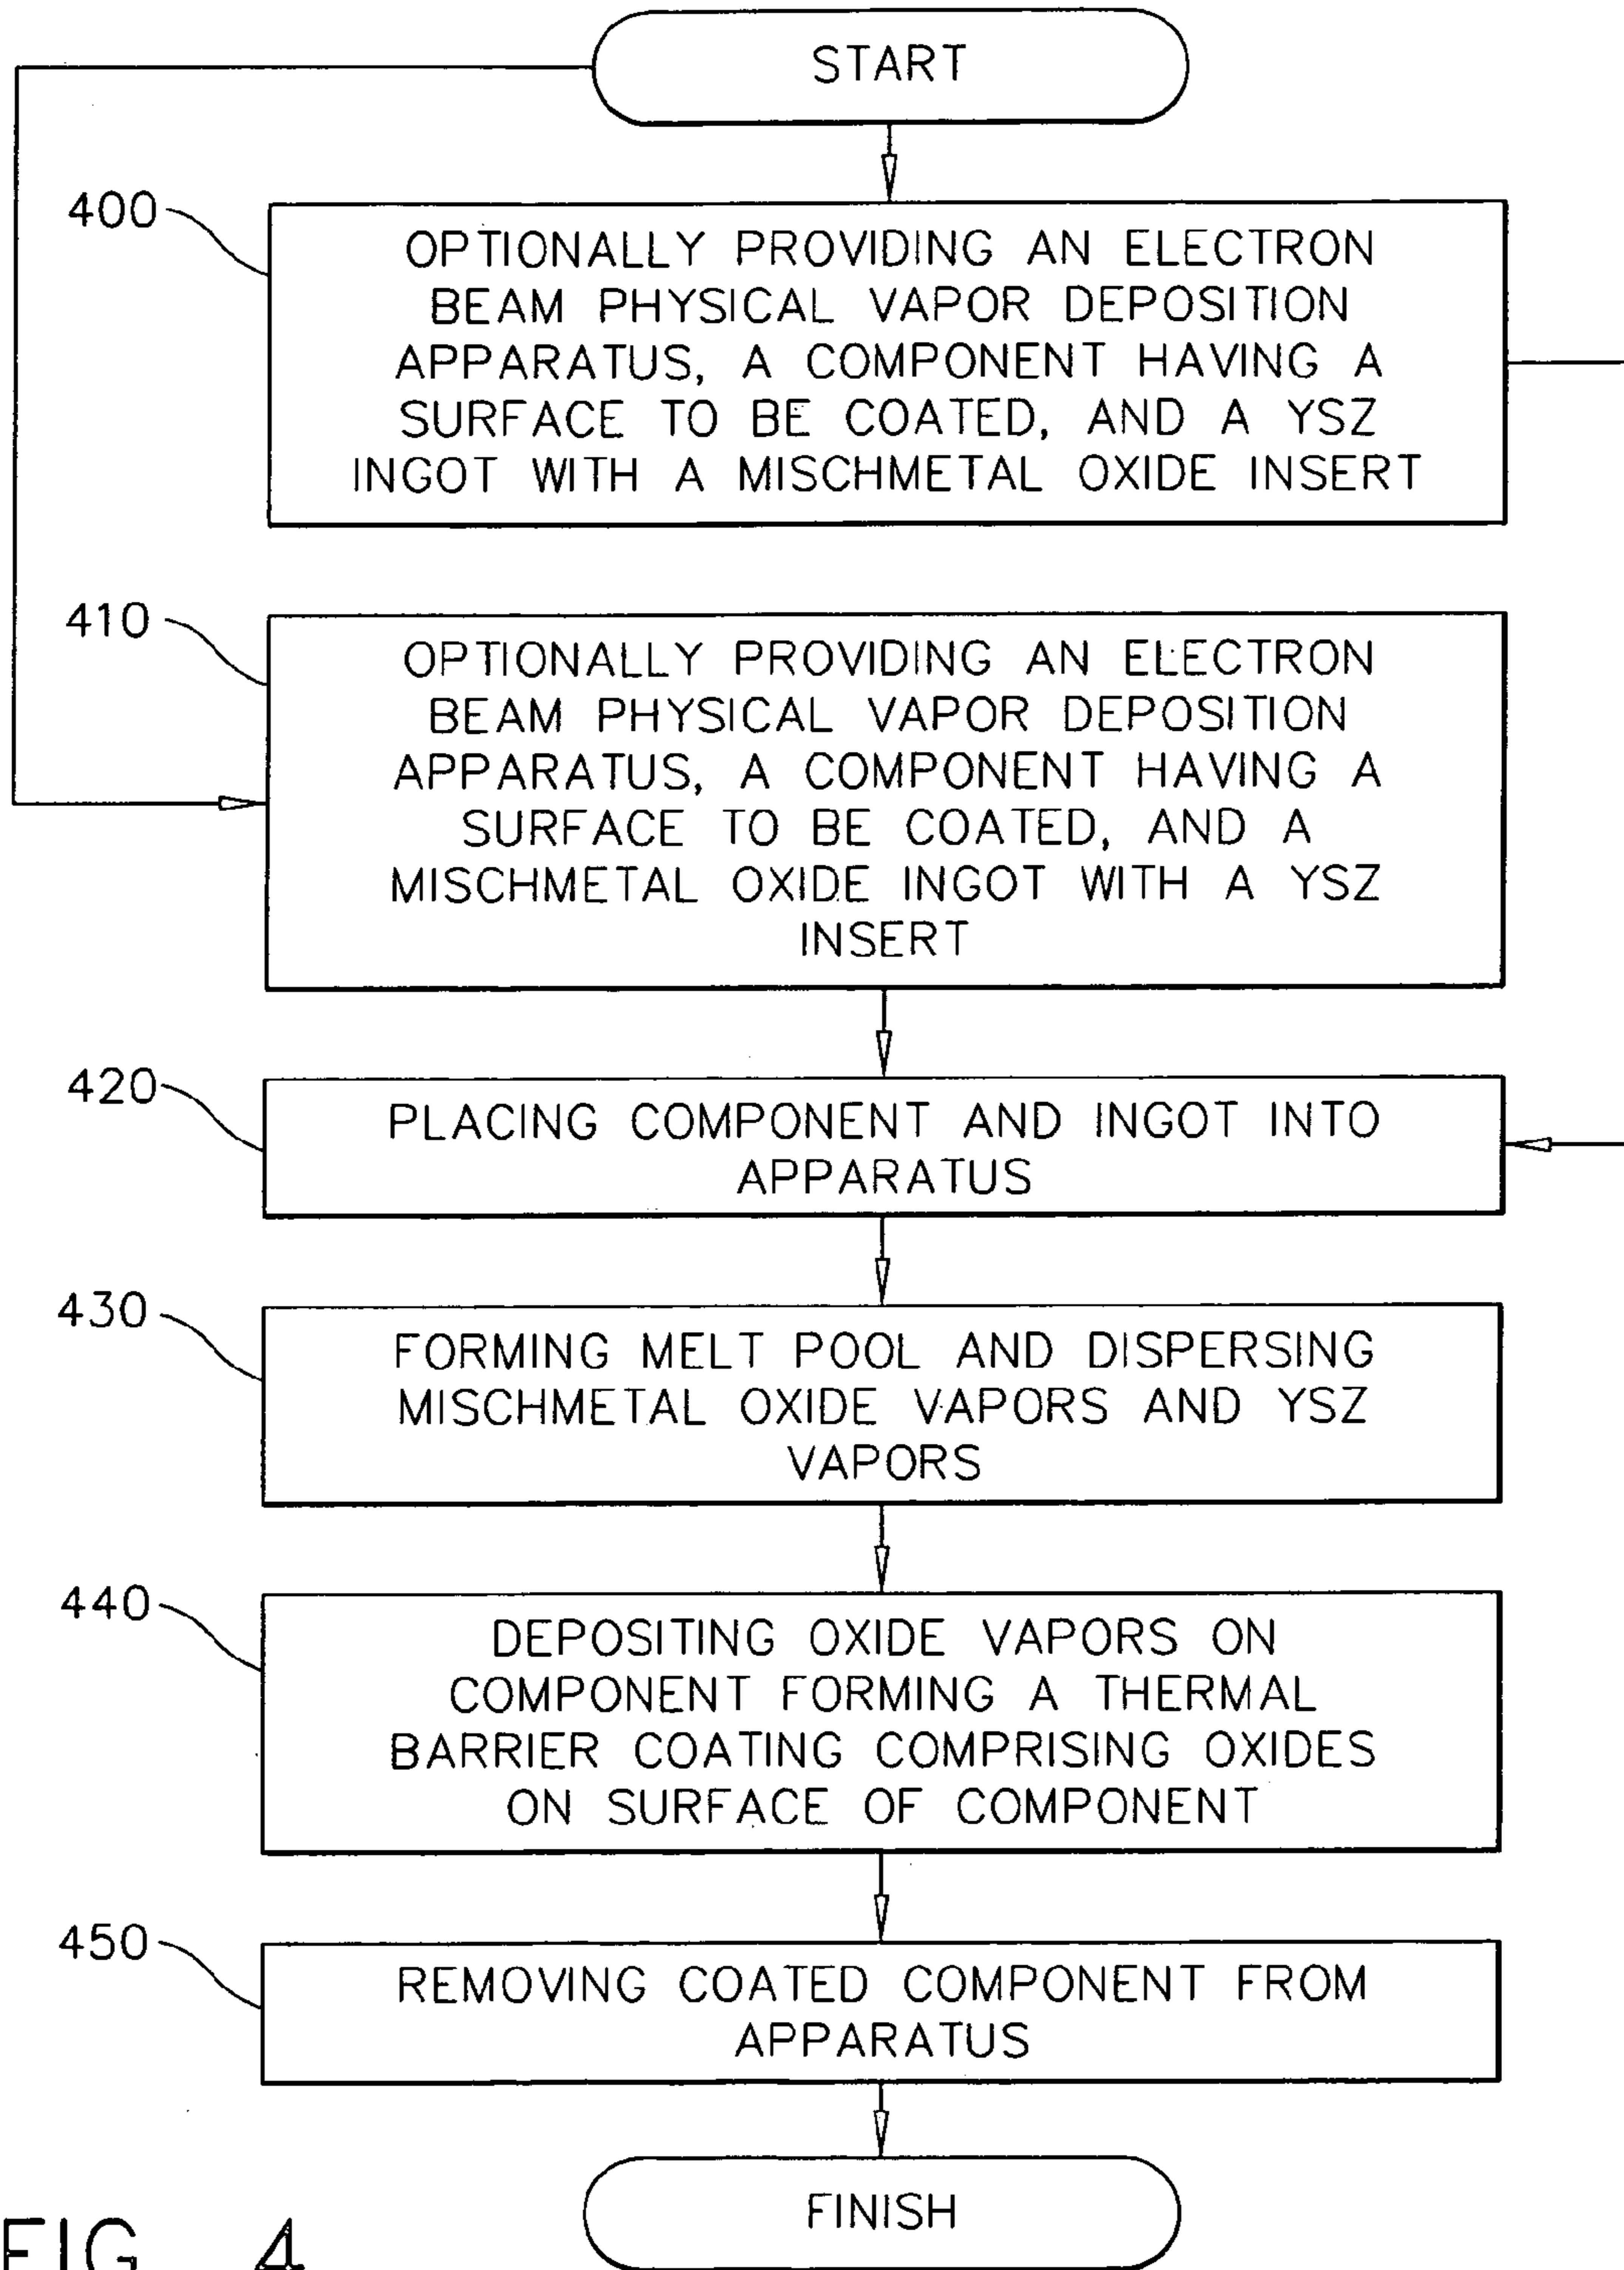 START
400
OPTIONALLY PROVIDING AN ELECTRON
BEAM PHYSICAL VAPOR DEPOSITION
APPARATUS, A COMPONENT HAVING A
SURFACE TO BE COATED, AND A YSZ
INGOT WITH A MISCHMETAL OXIDE INSERT
410
OPTIONALLY PROVIDING AN ELECTRON
BEAM PHYSICAL VAPOR DEPOSITION
APPARATUS, A COMPONENT HAVING A
SURFACE TO BE COATED, AND A
MISCHMETAL OXIDE INGOT WITH A YSZ
INSERT
420
PLACING COMPONENT AND INGOT INTO
APPARATUS
430
FORMING MELT POOL AND DISPERSING
MISCHMETAL OXIDE VAPORS AND YSZ
VAPORS
440
DEPOSITING OXIDE VAPORS ON
COMPONENT FORMING A THERMAL
BARRIER COATING COMPRISING OXIDES
ON SURFACE OF COMPONENT
450
REMOVING COATED COMPONENT FROM
APPARATUS
FINISH
FIG. 4